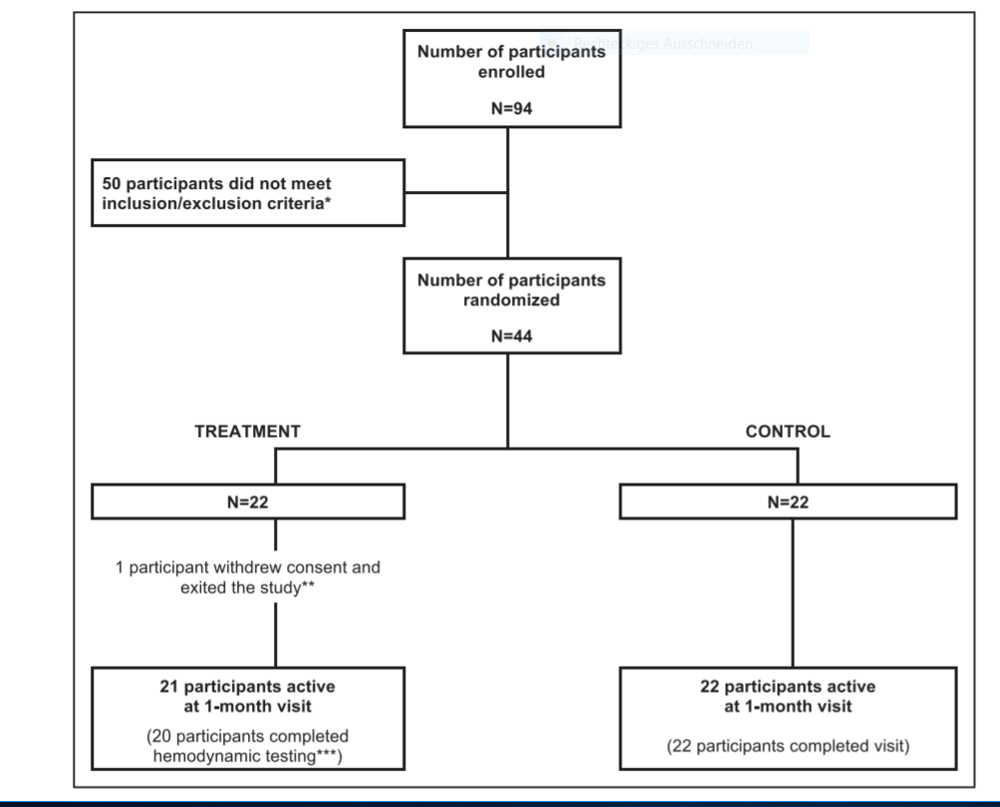 Rechteckiges Ausschneiden
Number of participants
enrolled
N=94
50 participants did not meet
inclusion/exclusion criteria*
Number of participants
randomized
N=44
TREATMENT
CONTROL
N=22
N=22
1 participant withdrew consent and
exited the study**
21 participants active
at 1-month visit
(20 participants completed
hemodynamic testing***)
22 participants active
at 1-month visit
(22 participants completed visit)